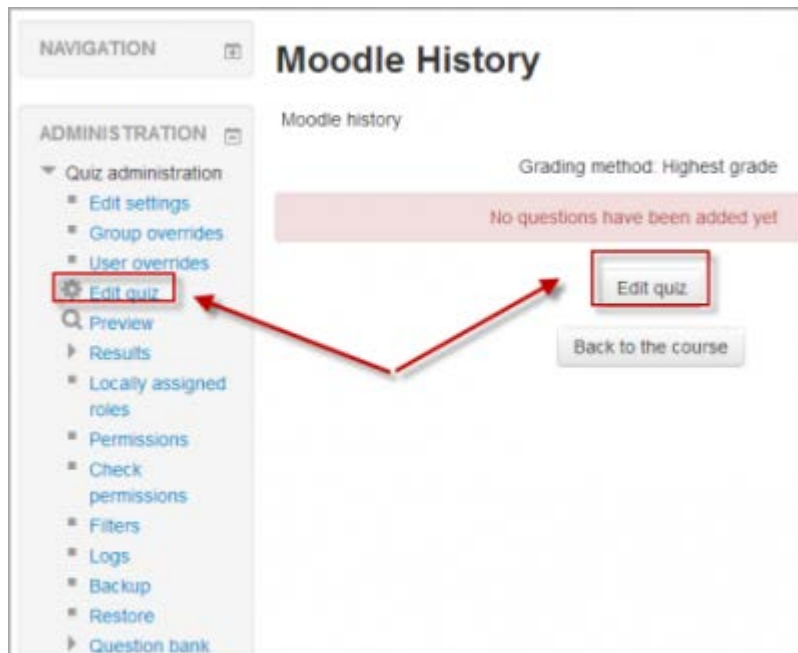 NAVIGATION
ADMINISTRATION
Quiz administration
Edit settings
Group overrides
User overrides
Edit quiz
Preview
Results
Locally assigned
roles
Permissions
Check
permissions
Filters
Logs
Backup
Restore
Question bank
Moodle History
Moodle history
Grading method: Highest grade
No questions have been added yet
Edit quiz
Back to the course